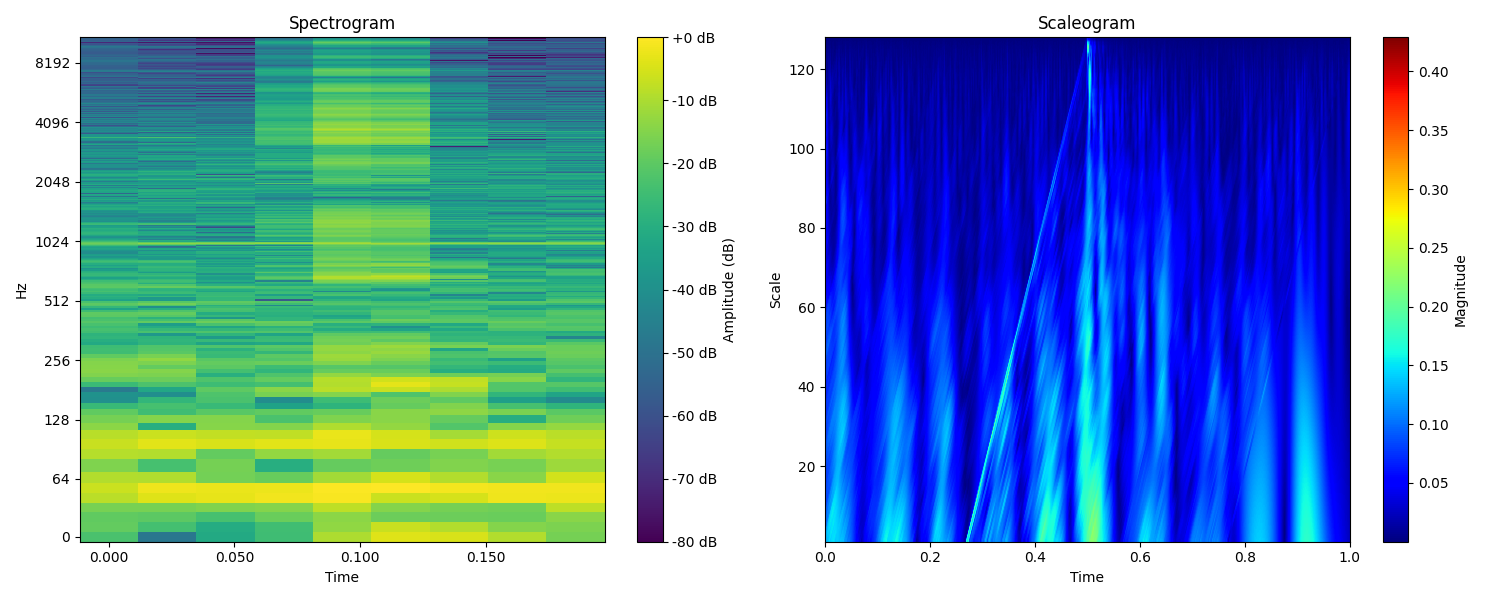 Spectrogram
Hz
8192
4096
2048
1024
512
256
128
64
0
0.000
0.050
0.100
0.150
Time
+0 dB
-10 dB
-20 dB
-30 dB
-40 dB
-50 dB
-60 dB
-70 dB
-80 dB
Amplitude (dB)
Scaleogram
Scale
120
100
80
60
40
20
0.0
0.2
0.4
0.6
0.8
1.0
Time
0.40
0.35
0.30
0.25
0.20
0.15
0.10
0.05
Magnitude